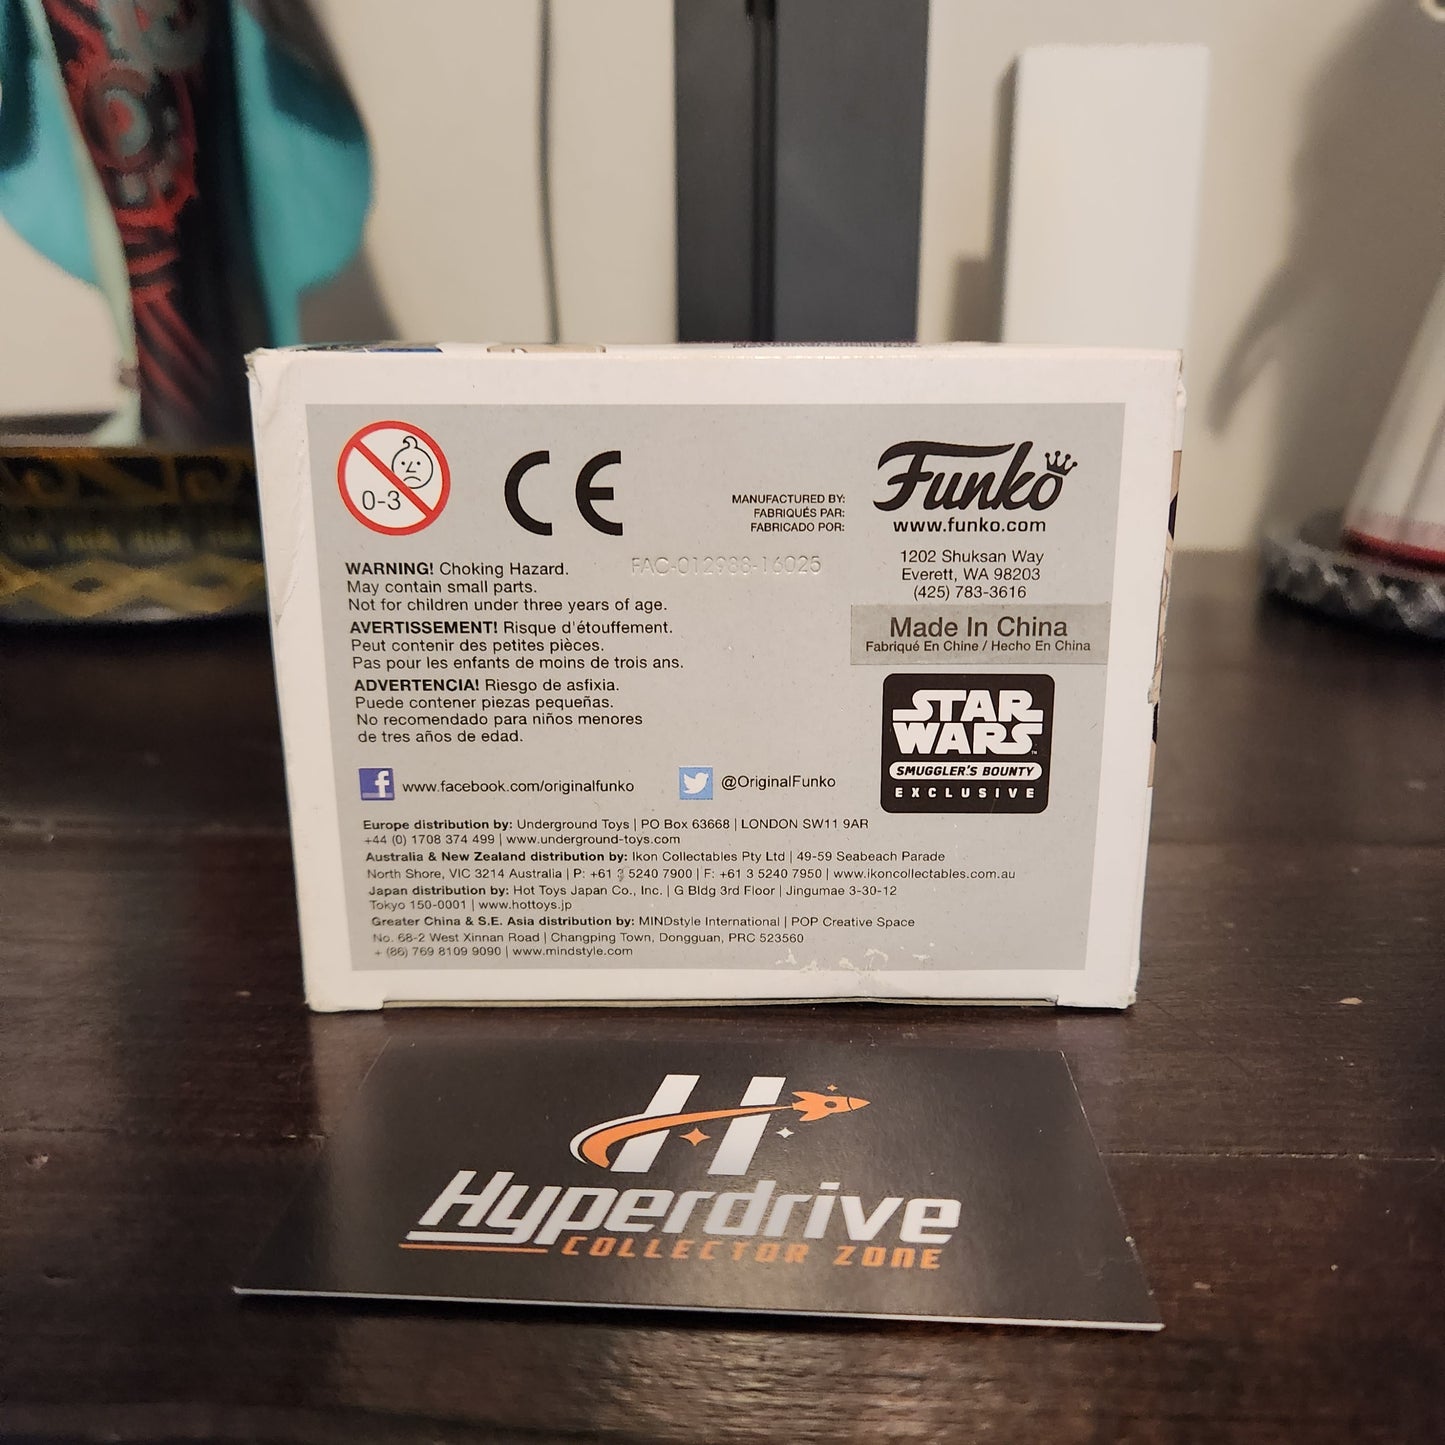 0-3
CE
MANUFACTURED BY:
FABRIQUÉS PAR:
FABRICADO POR:
Funko
www.funko.com
1202 Shuksan Way
Everett, WA 98203
(425) 783-3616
FAC-012988-16025
WARNING! Choking Hazard.
May contain small parts.
Not for children under three years of age.
AVERTISSEMENT! Risque d'étouffement.
Peut contenir des petites pièces.
Pas pour les enfants de moins de trois ans.
ADVERTENCIA! Riesgo de asfixia.
Puede contener piezas pequeñas.
No recomendado para niños menores
de tres años de edad.
Made In China
Fabriqué En Chine / Hecho En China
STAR
WARS
SMUGGLER'S BOUNTY
EXCLUSIVE
f www.facebook.com/originalfunko
@OriginalFunko
Europe distribution by: Underground Toys | PO Box 63668 | LONDON SW11 9AR
+44 (0) 1708 374 499 | www.underground-toys.com
Australia & New Zealand distribution by: Ikon Collectables Pty Ltd | 49-59 Seabeach Parade
North Shore, VIC 3214 Australia | P: +61 3 5240 7900 | F: +61 3 5240 7950 | www.ikoncollectables.com.au
Japan distribution by: Hot Toys Japan Co., Inc. | G Bldg 3rd Floor | Jingumae 3-30-12
Tokyo 150-0001 | www.hottoys.jp
Greater China & S.E. Asia distribution by: MINDstyle International | POP Creative Space
No. 68-2 West Xinnan Road | Changping Town, Dongguan, PRC 523560
+ (86) 769 8109 9090 | www.mindstyle.com
H
Hyperdrive
COLLECTOR ZONE